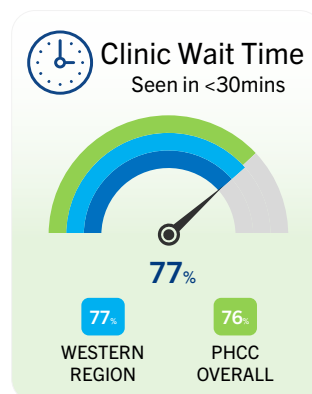 Clinic Wait Time
Seen in <30mins
77%
77%
76%
WESTERN
REGION
PHCC
OVERALL